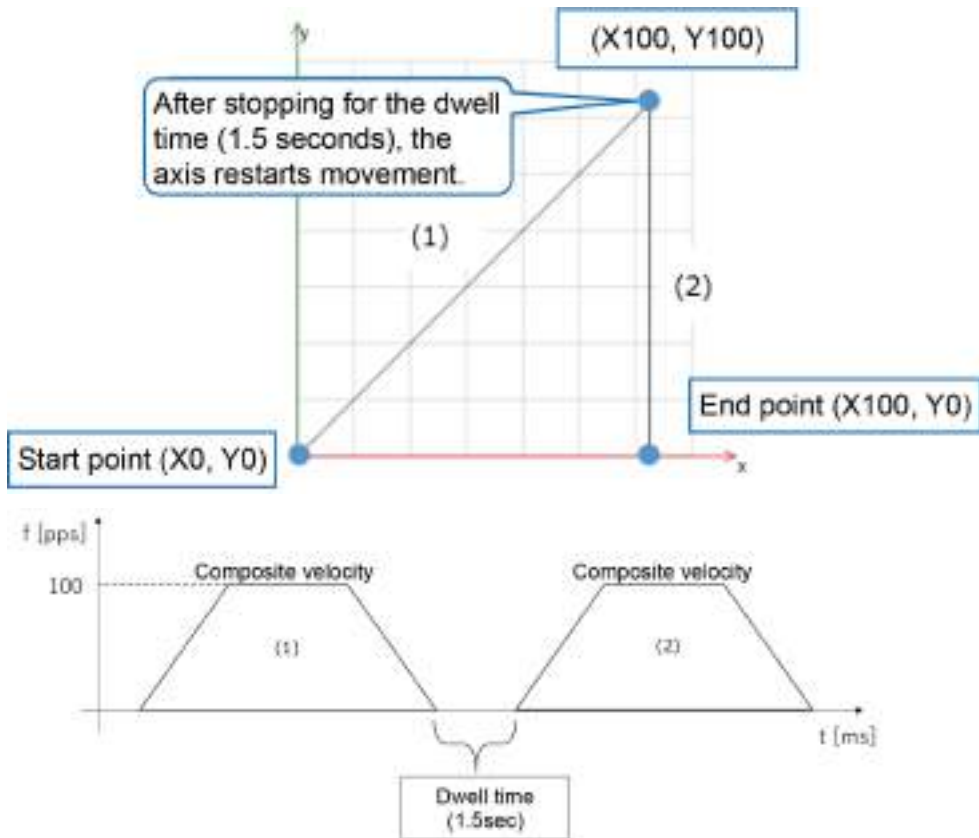 y
(X100, Y100)
After stopping for the dwell
time (1.5 seconds), the
axis restarts movement.
(1)
(2)
End point (X100, Y0)
Start point (X0, Y0)
x
f [pps]
100
Composite velocity
Composite velocity
(1)
(2)
t [ms]
Dwell time
(1.5sec)